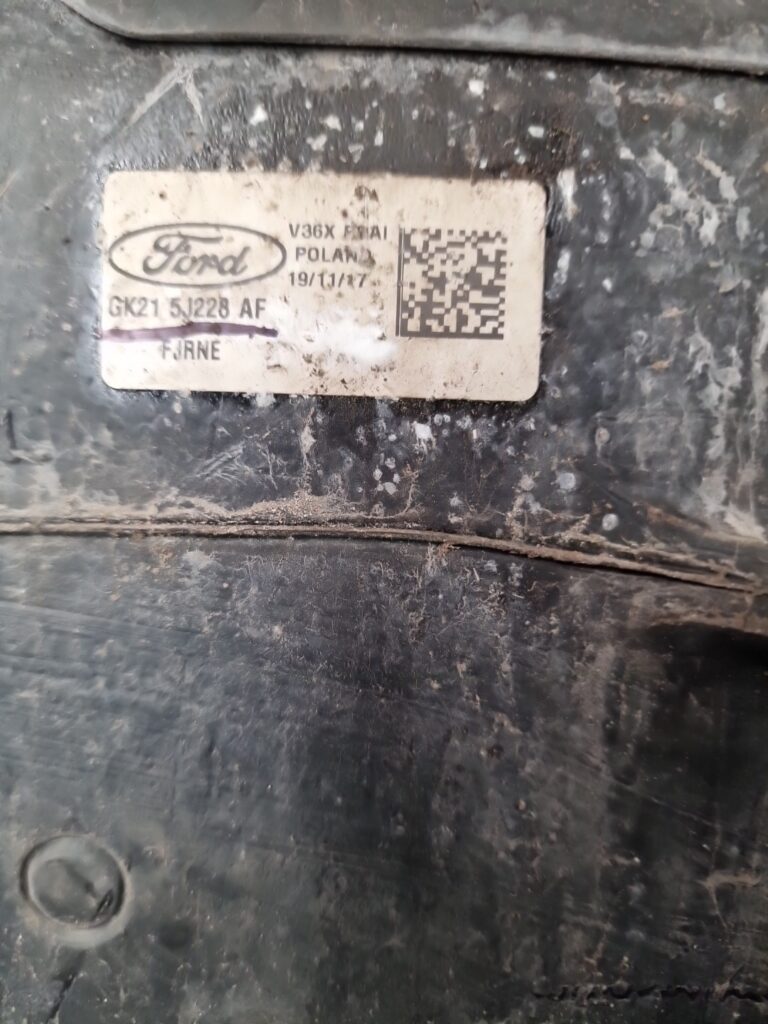 V36X
Ford
POLAND
19/11/17
GK21 5J228 AF
FJRNE